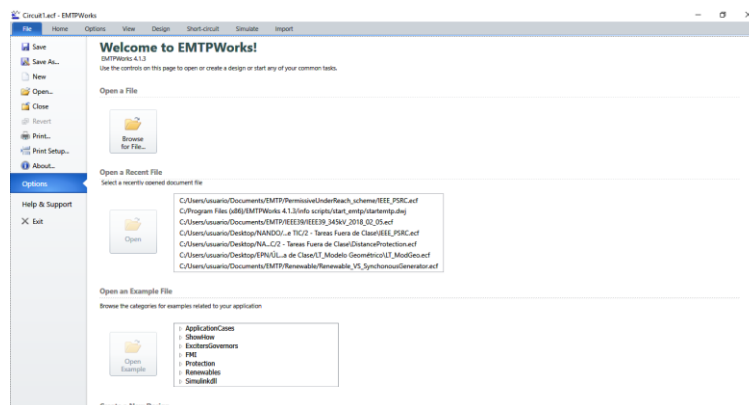 Circuit1.ecf - EMTPWorks
File Home Options View Design Short-circuit Simulate Import
Save
Save As...
New
Open...
Close
Revert
Print...
Print Setup...
About...
Options
Help & Support
Exit
Welcome to EMTPWorks!
EMTPWorks 4.1.3
Use the controls on this page to open or create a design or start any of your common tasks.
Open a File
Browse
for File...
Open a Recent File
Select a recently opened document file
Open
C:/Users/usuario/Documents/EMTP/PermissiveUnderReach_scheme/IEEE_PSRC.ecf
C:/Program Files (x86)/EMTPWorks 4.1.3/info scripts/start_emtp/startemtp.dwj
C:/Users/usuario/Documents/EMTP/IEEE39/IEEE39_345kV_2018_02_05.ecf
C:/Users/usuario/Desktop/NANDO/...e TIC/2 - Tareas Fuera de Clase\IEEE_PSRC.ecf
C:/Users/usuario/Desktop/NA...C/2 - Tareas Fuera de Clase\DistanceProtection.ecf
C:/Users/usuario/Desktop/EPN/ÚL...a de Clase/LT_Modelo Geométrico\LT_ModGeo.ecf
C:/Users/usuario/Documents/EMTP/Renewable/Renewable_VS_SynchonousGenerator.ecf
Open an Example File
Browse the categories for examples related to your application
Open
Example
ApplicationCases
ShowHow
ExcitersGovernors
FMI
Protection
Renewables
Simulinkdll